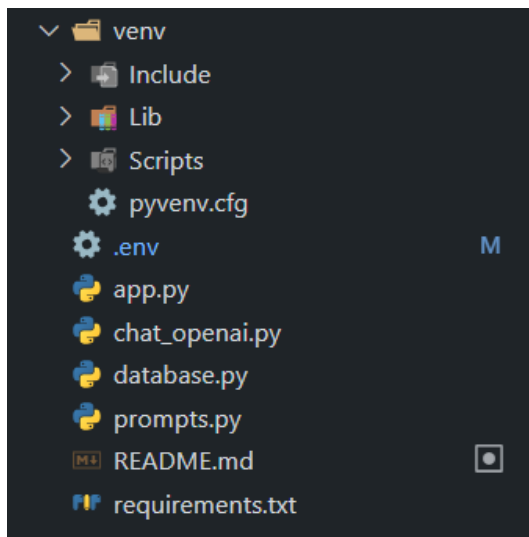 venv
Include
Lib
Scripts
pyvenv.cfg
.env M
app.py
chat_openai.py
database.py
prompts.py
M↓ README.md
requirements.txt